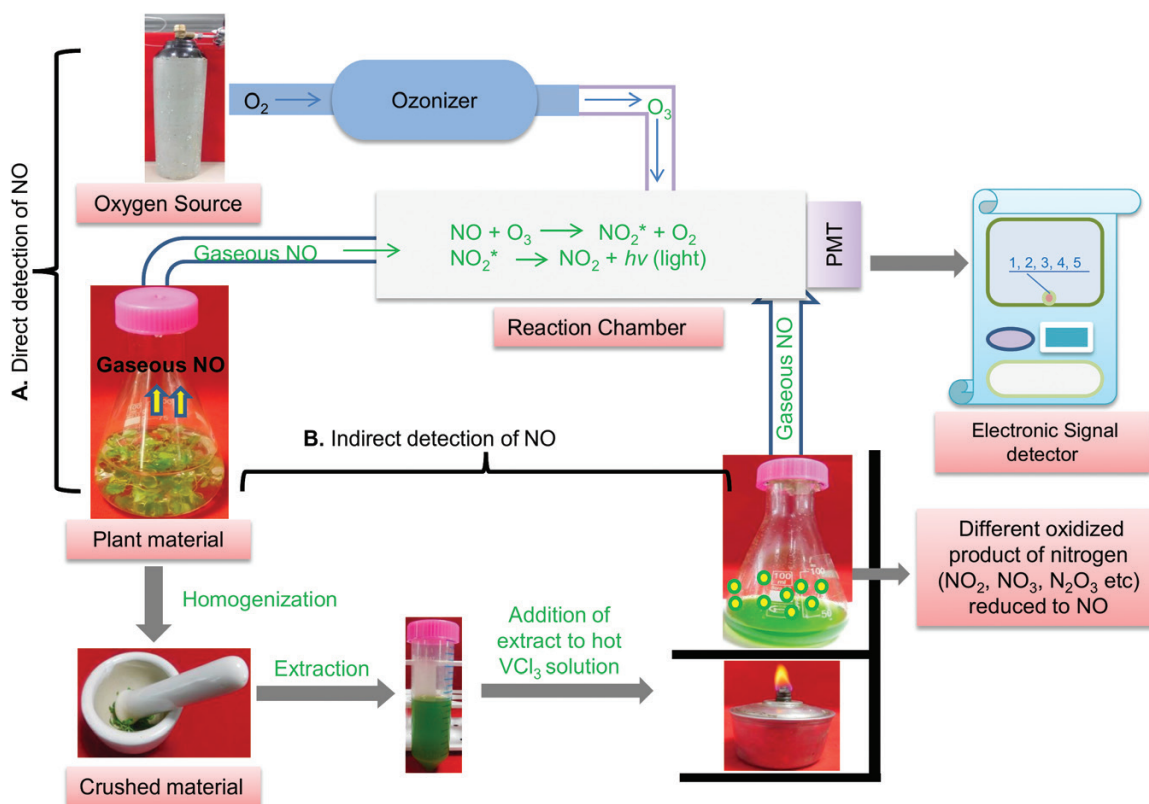 A. Direct detection of NO
O₂
Ozonizer
O₃
Oxygen Source
Gaseous NO
NO + O₃ → NO₂* + O₂
NO₂* → NO₂ + hν (light)
PMT
Reaction Chamber
1, 2, 3, 4, 5
Electronic Signal
detector
Gaseous NO
Gaseous NO
B. Indirect detection of NO
Plant material
Different oxidized
product of nitrogen
(NO₂, NO₃, N₂O₃ etc)
reduced to NO
100
50
Homogenization
Extraction
Addition of
extract to hot
VCl₃ solution
Crushed material